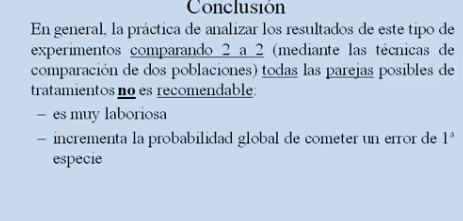 Conclusión
En general, la práctica de analizar los resultados de este tipo de
experimentos comparando 2 a 2 (mediante las técnicas de
comparación de dos poblaciones) todas las parejas posibles de
tratamientos no es recomendable:
– es muy laboriosa
– incrementa la probabilidad global de cometer un error de 1ª
especie